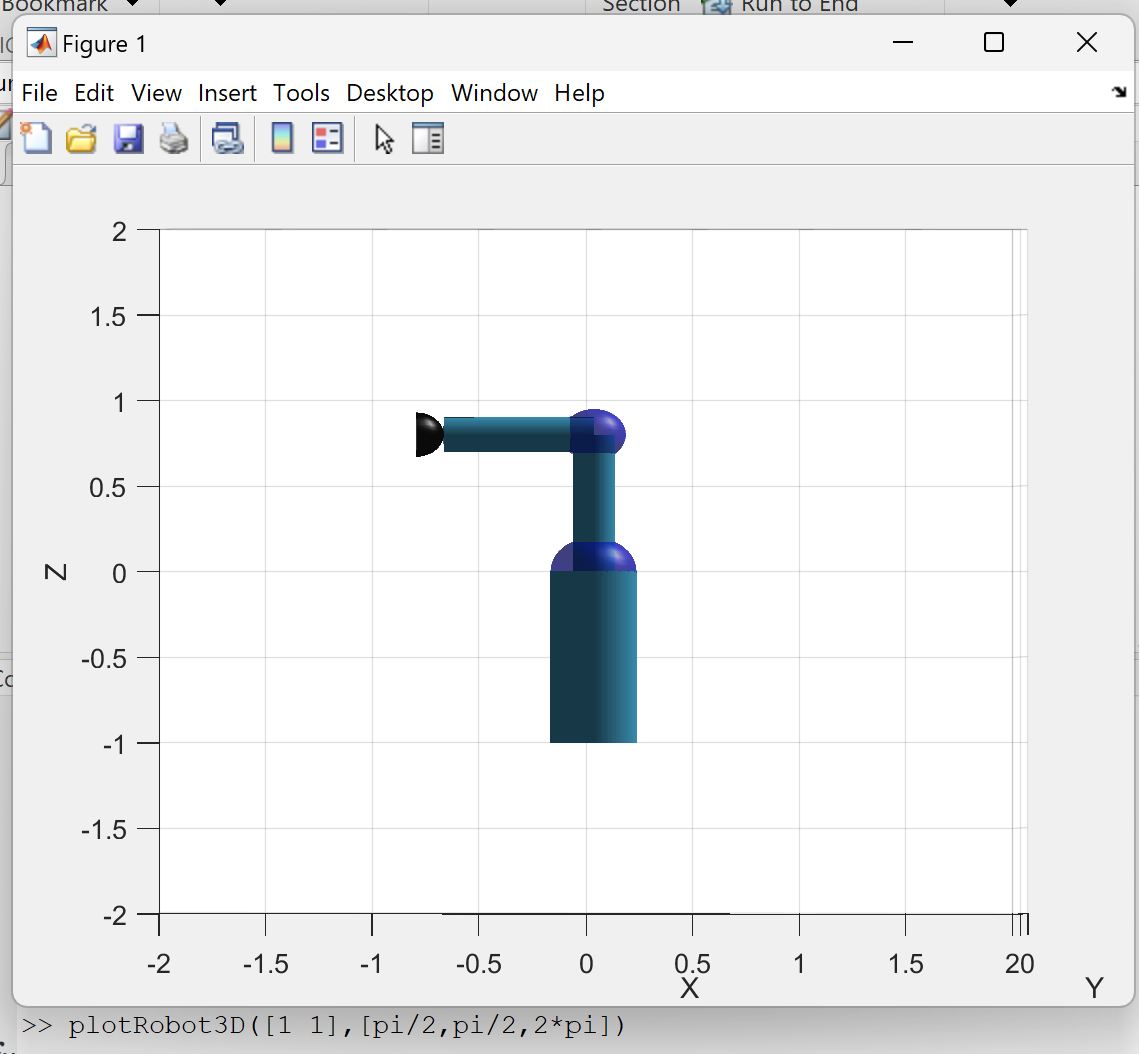 Bookmark Section Run to End
Figure 1
File Edit View Insert Tools Desktop Window Help
2
1.5
1
0.5
Z
0
-0.5
-1
-1.5
-2
-2 -1.5 -1 -0.5 0 0.5 1 1.5 20
X Y
>> plotRobot3D([1 1],[pi/2,pi/2,2*pi])